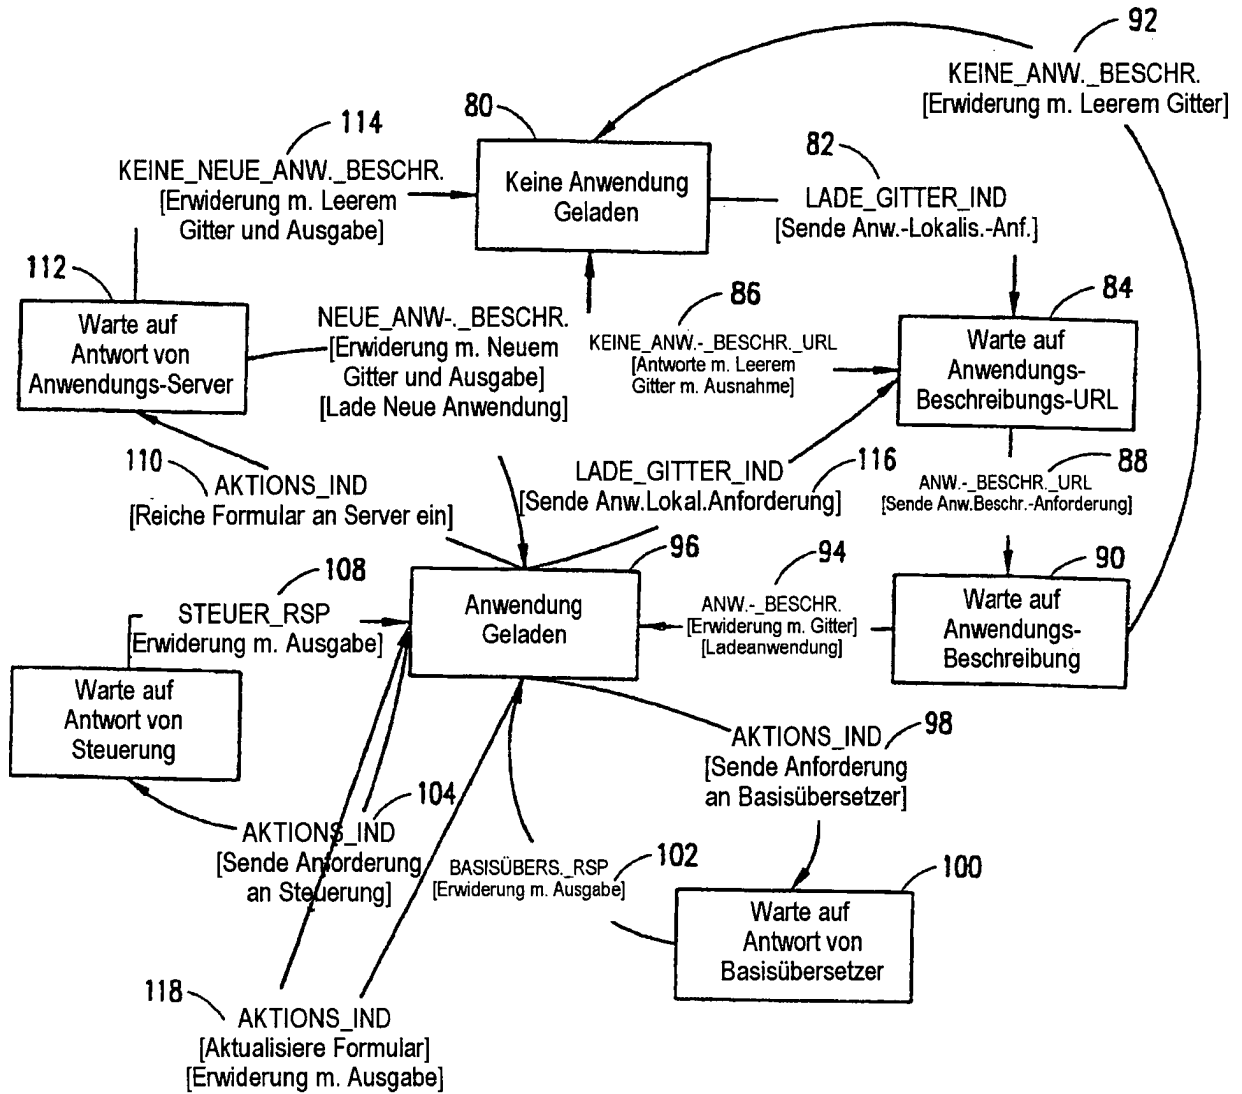 92
KEINE_ANW._BESCHR.
[Erwiderung m. Leerem Gitter]
80
Keine Anwendung
Geladen
114
KEINE_NEUE_ANW._BESCHR.
[Erwiderung m. Leerem
Gitter und Ausgabe]
82
LADE_GITTER_IND
[Sende Anw.-Lokalis.-Anf.]
112
Warte auf
Antwort von
Anwendungs-Server
NEUE_ANW-._BESCHR.
[Erwiderung m. Neuem
Gitter und Ausgabe]
[Lade Neue Anwendung]
86
KEINE_ANW.-_BESCHR._URL
[Antworte m. Leerem
Gitter m. Ausnahme]
84
Warte auf
Anwendungs-
Beschreibungs-URL
110
AKTIONS_IND
[Reiche Formular an Server ein]
LADE_GITTER_IND
[Sende Anw.Lokal.Anforderung]
116
88
ANW.-_BESCHR._URL
[Sende Anw.Beschr.-Anforderung]
108
STEUER_RSP
[Erwiderung m. Ausgabe]
96
Anwendung
Geladen
94
ANW.-_BESCHR.
[Erwiderung m. Gitter]
[Ladeanwendung]
90
Warte auf
Anwendungs-
Beschreibung
Warte auf
Antwort von
Steuerung
98
AKTIONS_IND
[Sende Anforderung
an Basisübersetzer]
104
AKTIONS_IND
[Sende Anforderung
an Steuerung]
102
BASISÜBERS._RSP
[Erwiderung m. Ausgabe]
100
Warte auf
Antwort von
Basisübersetzer
118
AKTIONS_IND
[Aktualisiere Formular]
[Erwiderung m. Ausgabe]